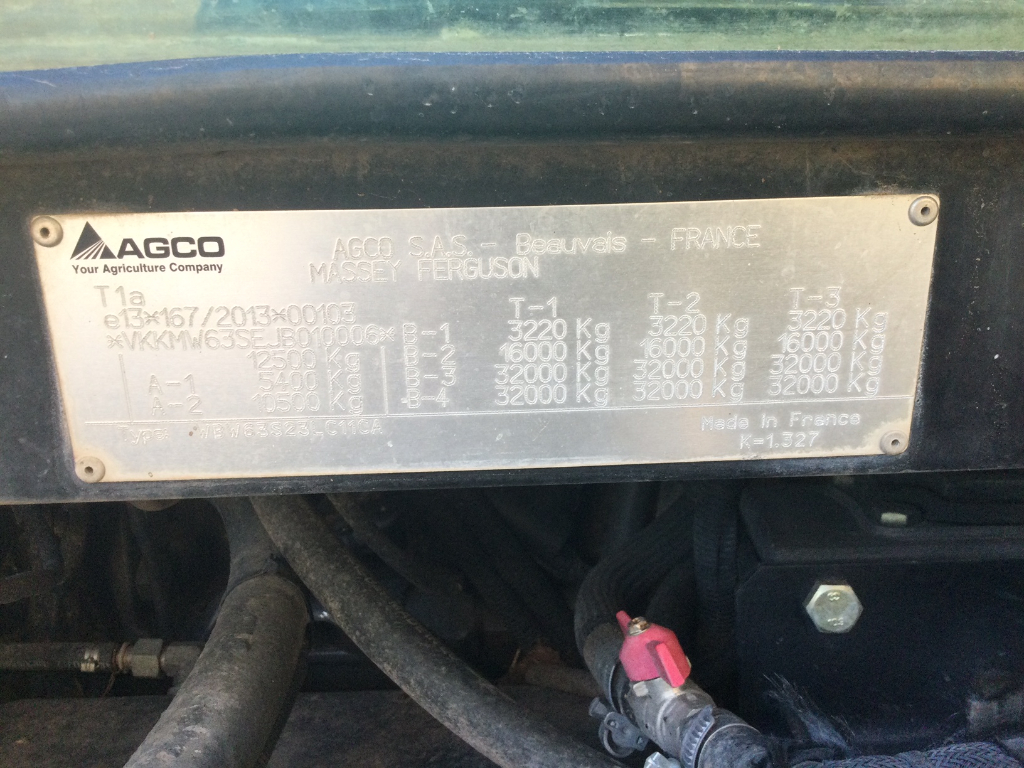 AGCO
Your Agriculture Company
AGCO S.A.S. - Beauvais - FRANCE
MASSEY FERGUSON
T1a
e13*167/2013*00103
*VKKMW63SEJB010006*
T-1 T-2 T-3
12500 Kg B-1 3220 Kg 3220 Kg 3220 Kg
A-1 5400 Kg B-2 16000 Kg 16000 Kg 16000 Kg
A-2 10500 Kg B-3 32000 Kg 32000 Kg 32000 Kg
B-4 32000 Kg 32000 Kg 32000 Kg
Type:
Made in France
K=1.327